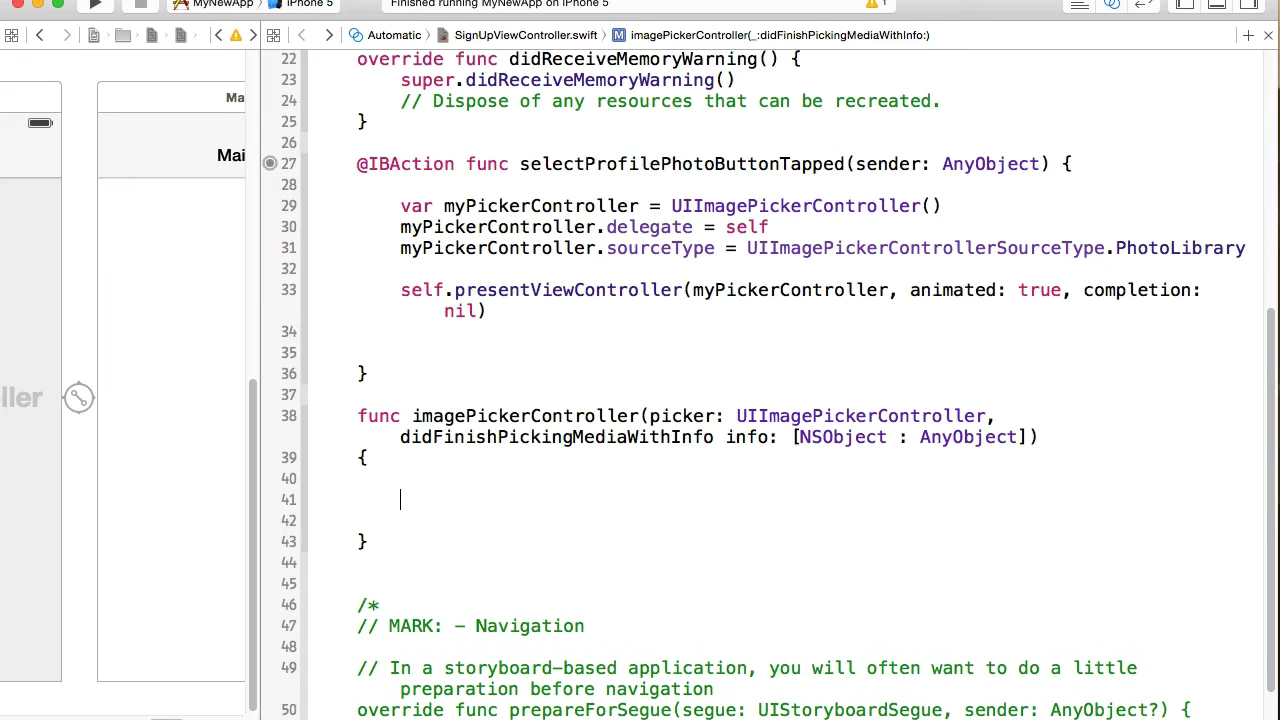 MyNewApp
iPhone 5
Finished running MyNewApp on iPhone 5
1
Automatic
SignUpViewController.swift
M
imagePickerController(_:didFinishPickingMediaWithInfo:)
Ma
Mai
ller
22 override func didReceiveMemoryWarning() {
23 super.didReceiveMemoryWarning()
24 // Dispose of any resources that can be recreated.
25 }
26
27 @IBAction func selectProfilePhotoButtonTapped(sender: AnyObject) {
28
29 var myPickerController = UIImagePickerController()
30 myPickerController.delegate = self
31 myPickerController.sourceType = UIImagePickerControllerSourceType.PhotoLibrary
32
33 self.presentViewController(myPickerController, animated: true, completion:
nil)
34
35
36 }
37
38 func imagePickerController(picker: UIImagePickerController,
didFinishPickingMediaWithInfo info: [NSObject : AnyObject])
39 {
40
41
42
43 }
44
45
46 /*
47 // MARK: - Navigation
48
49 // In a storyboard-based application, you will often want to do a little
preparation before navigation
50 override func prepareForSegue(segue: UIStoryboardSegue, sender: AnyObject?) {